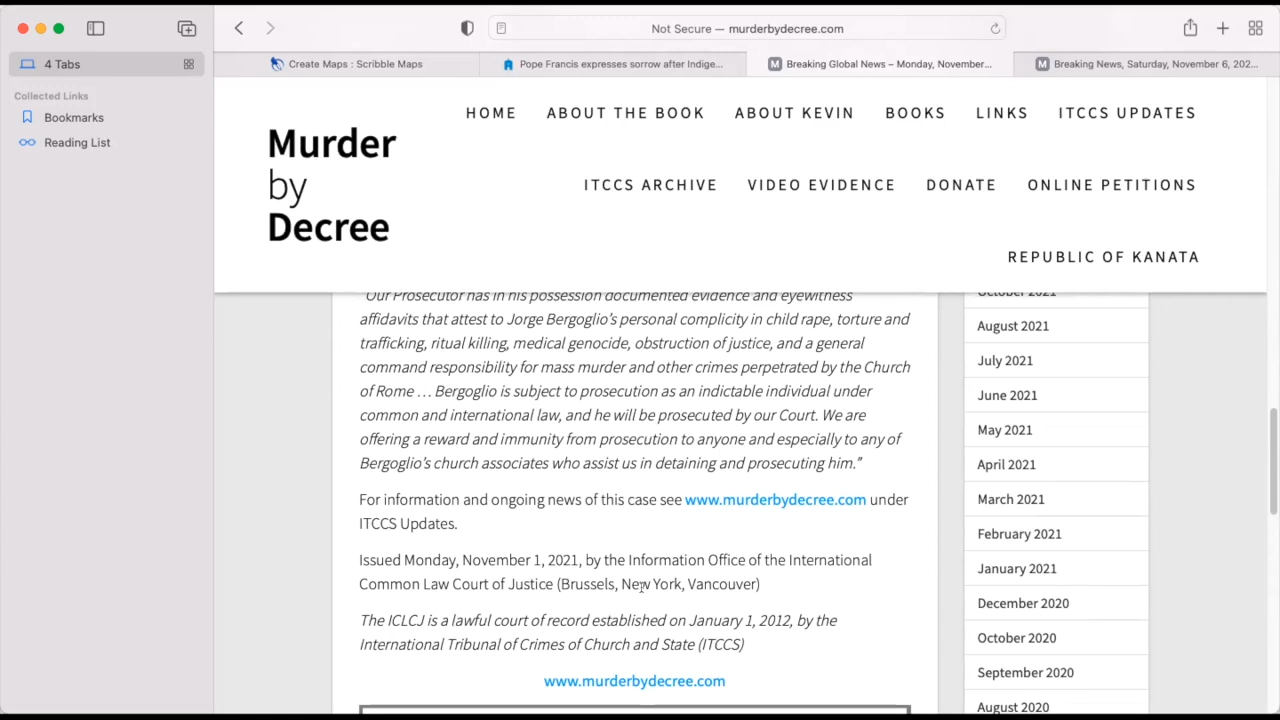 Not Secure — murderbydecree.com
4 Tabs
Create Maps : Scribble Maps
Pope Francis expresses sorrow after Indige...
Breaking Global News – Monday, November...
Breaking News, Saturday, November 6, 202...
Collected Links
Bookmarks
Reading List
Murder
by
Decree
HOME ABOUT THE BOOK ABOUT KEVIN BOOKS LINKS ITCCS UPDATES
ITCCS ARCHIVE VIDEO EVIDENCE DONATE ONLINE PETITIONS
REPUBLIC OF KANATA
"Our Prosecutor has in his possession documented evidence and eyewitness
affidavits that attest to Jorge Bergoglio's personal complicity in child rape, torture and
trafficking, ritual killing, medical genocide, obstruction of justice, and a general
command responsibility for mass murder and other crimes perpetrated by the Church
of Rome … Bergoglio is subject to prosecution as an indictable individual under
common and international law, and he will be prosecuted by our Court. We are
offering a reward and immunity from prosecution to anyone and especially to any of
Bergoglio's church associates who assist us in detaining and prosecuting him."
For information and ongoing news of this case see www.murderbydecree.com under
ITCCS Updates.
Issued Monday, November 1, 2021, by the Information Office of the International
Common Law Court of Justice (Brussels, New York, Vancouver)
The ICLCJ is a lawful court of record established on January 1, 2012, by the
International Tribunal of Crimes of Church and State (ITCCS)
www.murderbydecree.com
October 2021
August 2021
July 2021
June 2021
May 2021
April 2021
March 2021
February 2021
January 2021
December 2020
October 2020
September 2020
August 2020